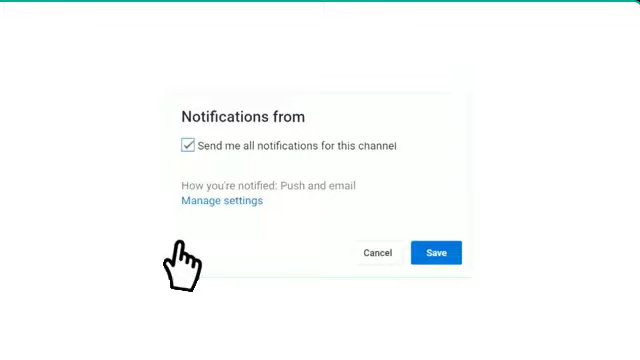 Notifications from
Send me all notifications for this channel
How you're notified: Push and email
Manage settings
Cancel
Save